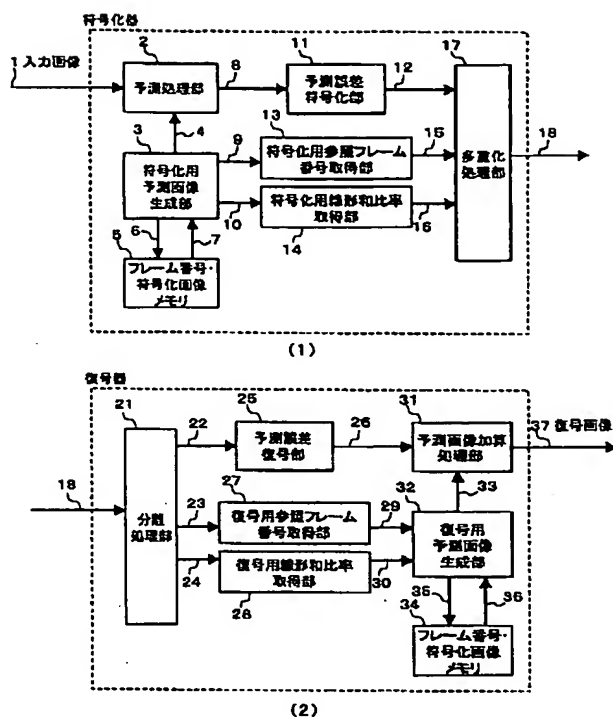 符号化器
1 入力画像
2
予測処理部
8
11
予測誤差
符号化部
12
17
多重化
処理部
18
3
4
符号化用
予測画像
生成部
9
13
符号化用参照フレーム
番号取得部
15
10
符号化用線形和比率
取得部
14
16
5
6
7
フレーム番号・
符号化画像
メモリ
(1)
復号器
21
18
分離
処理部
22
25
予測誤差
復号部
26
31
予測画像加算
処理部
37 復号画像
23
27
復号用参照フレーム
番号取得部
29
32
33
復号用
予測画像
生成部
24
復号用線形和比率
取得部
28
30
35
36
34
フレーム番号・
符号化画像
メモリ
(2)